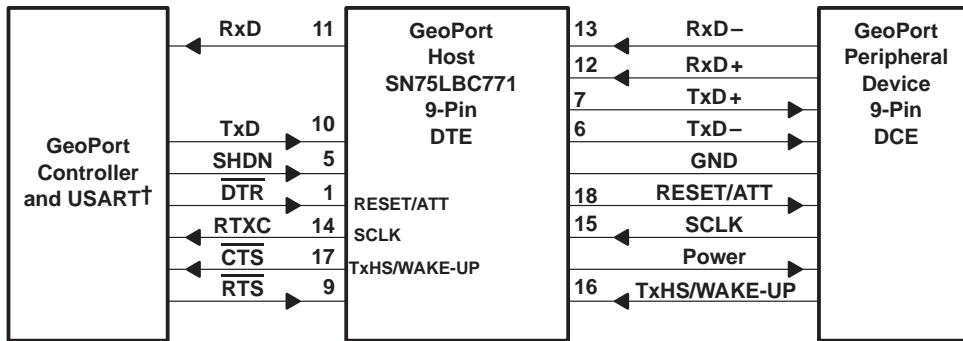 GeoPort
Controller
and USART†
RxD 11
TxD 10
SHDN 5
DTR 1
RTXC 14
CTS 17
RTS 9
GeoPort
Host
SN75LBC771
9-Pin
DTE
RESET/ATT
SCLK
TxHS/WAKE-UP
13 RxD–
12 RxD+
7 TxD+
6 TxD–
GND
18 RESET/ATT
15 SCLK
Power
16 TxHS/WAKE-UP
GeoPort
Peripheral
Device
9-Pin
DCE